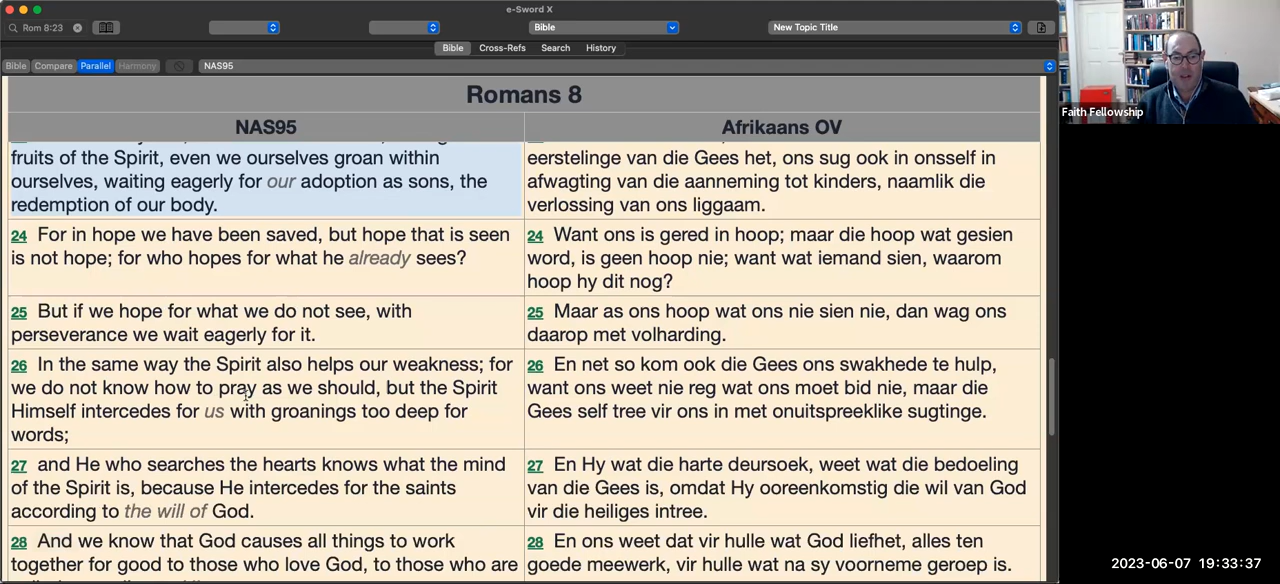 e-Sword X
Rom 8:23
Bible
New Topic Title
Bible Cross-Refs Search History
Bible Compare Parallel Harmony
NAS95
Faith Fellowship
Romans 8
NAS95
fruits of the Spirit, even we ourselves groan within
ourselves, waiting eagerly for our adoption as sons, the
redemption of our body.
24 For in hope we have been saved, but hope that is seen
is not hope; for who hopes for what he already sees?
25 But if we hope for what we do not see, with
perseverance we wait eagerly for it.
26 In the same way the Spirit also helps our weakness; for
we do not know how to pray as we should, but the Spirit
Himself intercedes for us with groanings too deep for
words;
27 and He who searches the hearts knows what the mind
of the Spirit is, because He intercedes for the saints
according to the will of God.
28 And we know that God causes all things to work
together for good to those who love God, to those who are
Afrikaans OV
eerstelinge van die Gees het, ons sug ook in onsself in
afwagting van die aanneming tot kinders, naamlik die
verlossing van ons liggaam.
24 Want ons is gered in hoop; maar die hoop wat gesien
word, is geen hoop nie; want wat iemand sien, waarom
hoop hy dit nog?
25 Maar as ons hoop wat ons nie sien nie, dan wag ons
daarop met volharding.
26 En net so kom ook die Gees ons swakhede te hulp,
want ons weet nie reg wat ons moet bid nie, maar die
Gees self tree vir ons in met onuitspreeklike sugtinge.
27 En Hy wat die harte deursoek, weet wat die bedoeling
van die Gees is, omdat Hy ooreenkomstig die wil van God
vir die heiliges intree.
28 En ons weet dat vir hulle wat God liefhet, alles ten
goede meewerk, vir hulle wat na sy voorneme geroep is.
2023-06-07 19:33:37